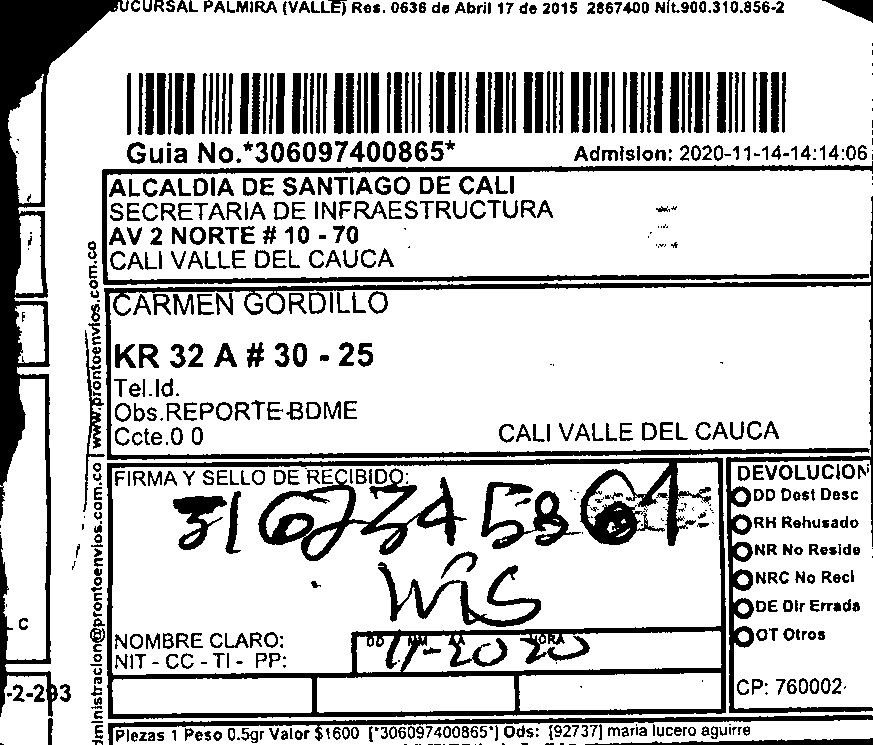 SUCURSAL PALMIRA (VALLE) Res. 0636 de Abril 17 de 2015 2867400 Nit.900.310.856-2
Guia No.*306097400865*
Admision: 2020-11-14-14:14:06
ALCALDIA DE SANTIAGO DE CALI
SECRETARIA DE INFRAESTRUCTURA
AV 2 NORTE # 10 - 70
CALI VALLE DEL CAUCA
CARMEN GORDILLO
KR 32 A # 30 - 25
Tel.Id.
Obs.REPORTE-BDME
Ccte.0 0
CALI VALLE DEL CAUCA
ministracion@prontoenvios.com.co | www.prontoenvios.com.co
FIRMA Y SELLO DE RECIBIDO:
NOMBRE CLARO:
NIT - CC - TI - PP:
DD MM AA HORA
11-2020
DEVOLUCION
DD Dest Desc
RH Rehusado
NR No Reside
NRC No Recl
DE Dir Errada
OT Otros
CP: 760002
C
-2-293
Piezas 1 Peso 0.5gr Valor $1600 [*306097400865*] Ods: [92737] maria lucero aguirre